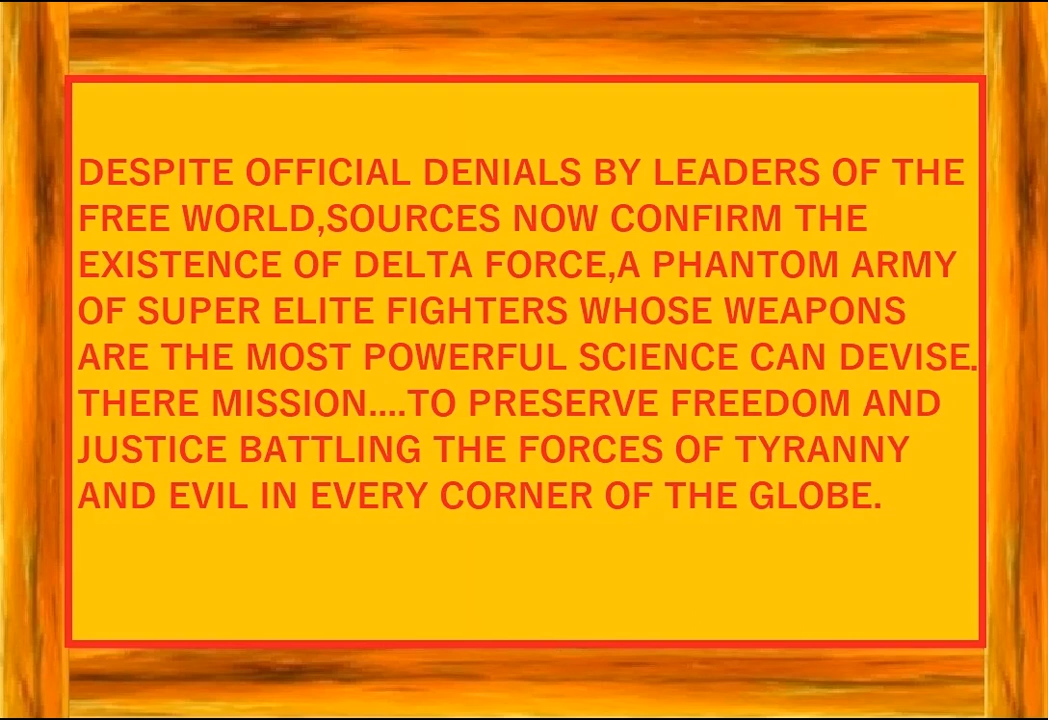 DESPITE OFFICIAL DENIALS BY LEADERS OF THE
FREE WORLD,SOURCES NOW CONFIRM THE
EXISTENCE OF DELTA FORCE,A PHANTOM ARMY
OF SUPER ELITE FIGHTERS WHOSE WEAPONS
ARE THE MOST POWERFUL SCIENCE CAN DEVISE.
THERE MISSION....TO PRESERVE FREEDOM AND
JUSTICE BATTLING THE FORCES OF TYRANNY
AND EVIL IN EVERY CORNER OF THE GLOBE.